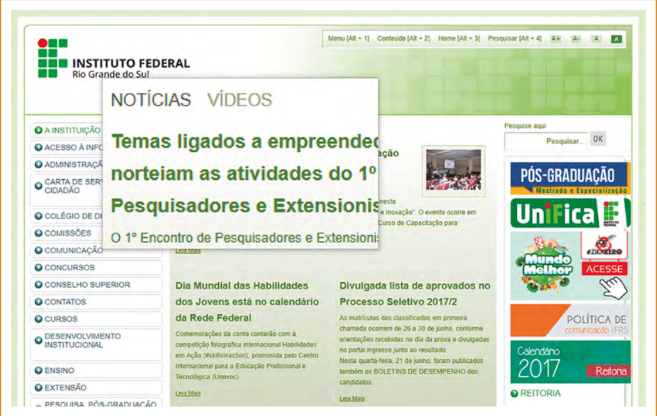 Menu [Alt + 1] Conteúdo [Alt + 2] Home [Alt + 3] Pesquisar [Alt + 4] A+ A- A A
INSTITUTO FEDERAL
Rio Grande do Sul
NOTÍCIAS VÍDEOS
Temas ligados a empreended
norteiam as atividades do 1º
Pesquisadores e Extensionis
O 1º Encontro de Pesquisadores e Extensionis
Leia Mais
A INSTITUIÇÃO
ACESSO À INFO
ADMINISTRAÇÃ
CARTA DE SER
CIDADÃO
COLÉGIO DE DI
COMISSÕES
COMUNICAÇÃO
CONCURSOS
CONSELHO SUPERIOR
CONTATOS
CURSOS
DESENVOLVIMENTO
INSTITUCIONAL
ENSINO
EXTENSÃO
PESQUISA, PÓS-GRADUAÇÃO
ação
nesta
e inovação". O evento ocorre em
Curso de Capacitação para
Dia Mundial das Habilidades
dos Jovens está no calendário
da Rede Federal
Comemorações da conta contarão com a
competição fotográfica internacional Habilidades
em Ação (#skillsinaction), promovida pelo Centro
Internacional para a Educação Profissional e
Tecnológica (Unevoc).
Leia Mais
Divulgada lista de aprovados no
Processo Seletivo 2017/2
As matrículas dos classificados em primeira
chamada ocorrem de 26 a 30 de junho, conforme
orientações recebidas no dia da prova e divulgadas
no portal ingresso junto ao resultado.
Nesta quarta-feira, 21 de junho, foram publicados
também os BOLETINS DE DESEMPENHO dos
candidatos.
Leia Mais
Pesquise aqui
Pesquisar... OK
PÓS-GRADUAÇÃO
Mestrado e Especialização
UniFica
Mundo
Melhor
#ZIKAZERO
ACESSE
POLÍTICA DE
comunicação IFRS
Calendário
2017
Reitoria
REITORIA